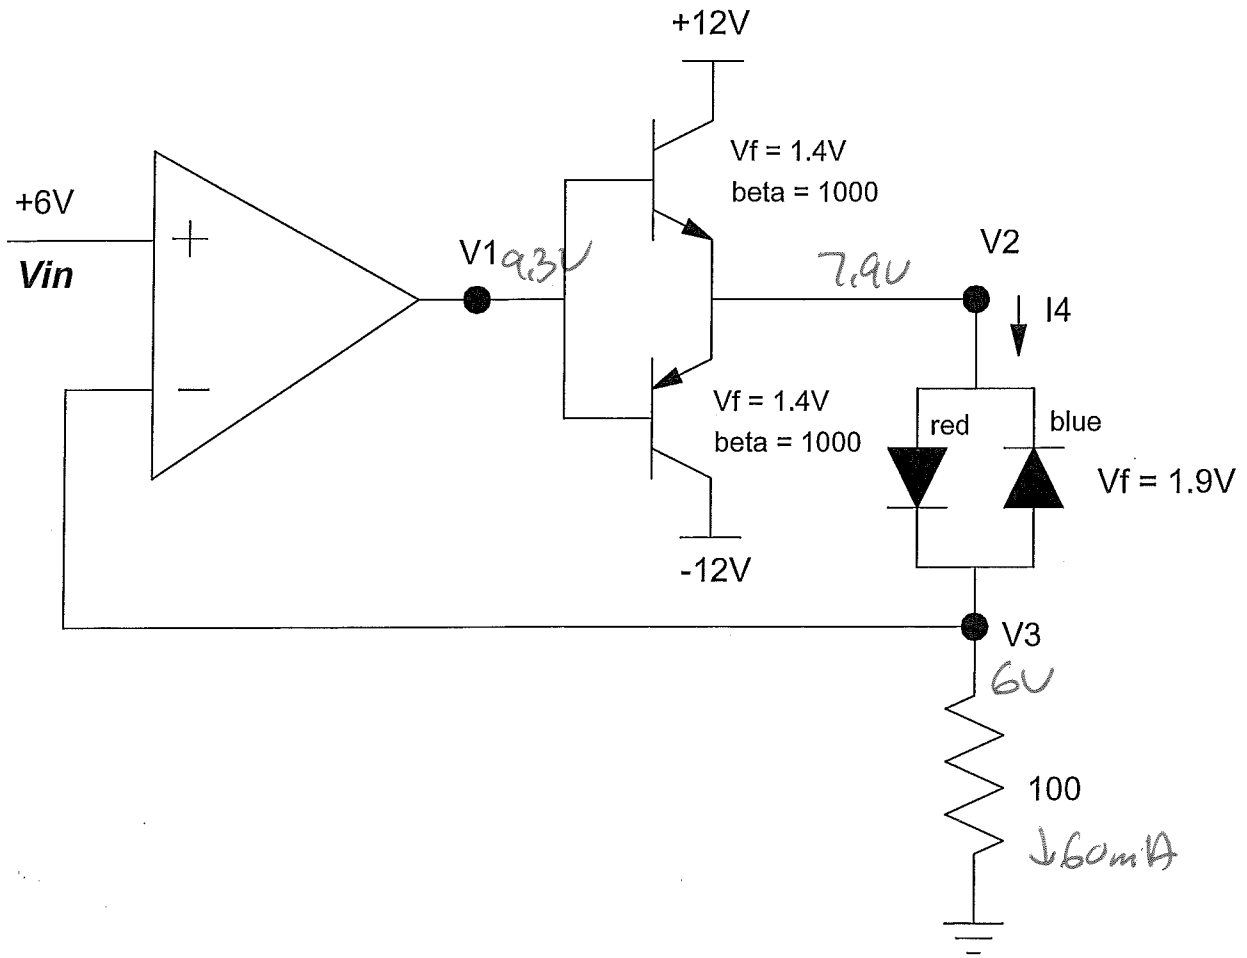 +12V
Vf = 1.4V
beta = 1000
+6V
+
Vin
V1
9.3V
7.9V
V2
I4
−
Vf = 1.4V
beta = 1000
red
blue
Vf = 1.9V
-12V
V3
6V
100
↓60mA